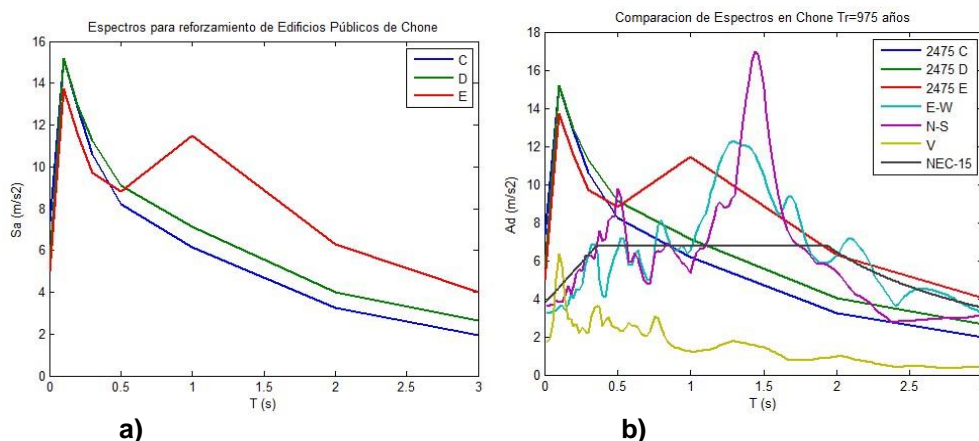 Espectros para reforzamiento de Edificios Públicos de Chone
16
14
12
10
8
6
4
2
0
Sa (m/s2)
C
D
E
0
0.5
1
1.5
2
2.5
3
T (s)
a)
Comparacion de Espectros en Chone Tr=975 años
18
16
14
12
10
8
6
4
2
0
Ad (m/s2)
2475 C
2475 D
2475 E
E-W
N-S
V
NEC-15
0
0.5
1
1.5
2
2.5
T (s)
b)